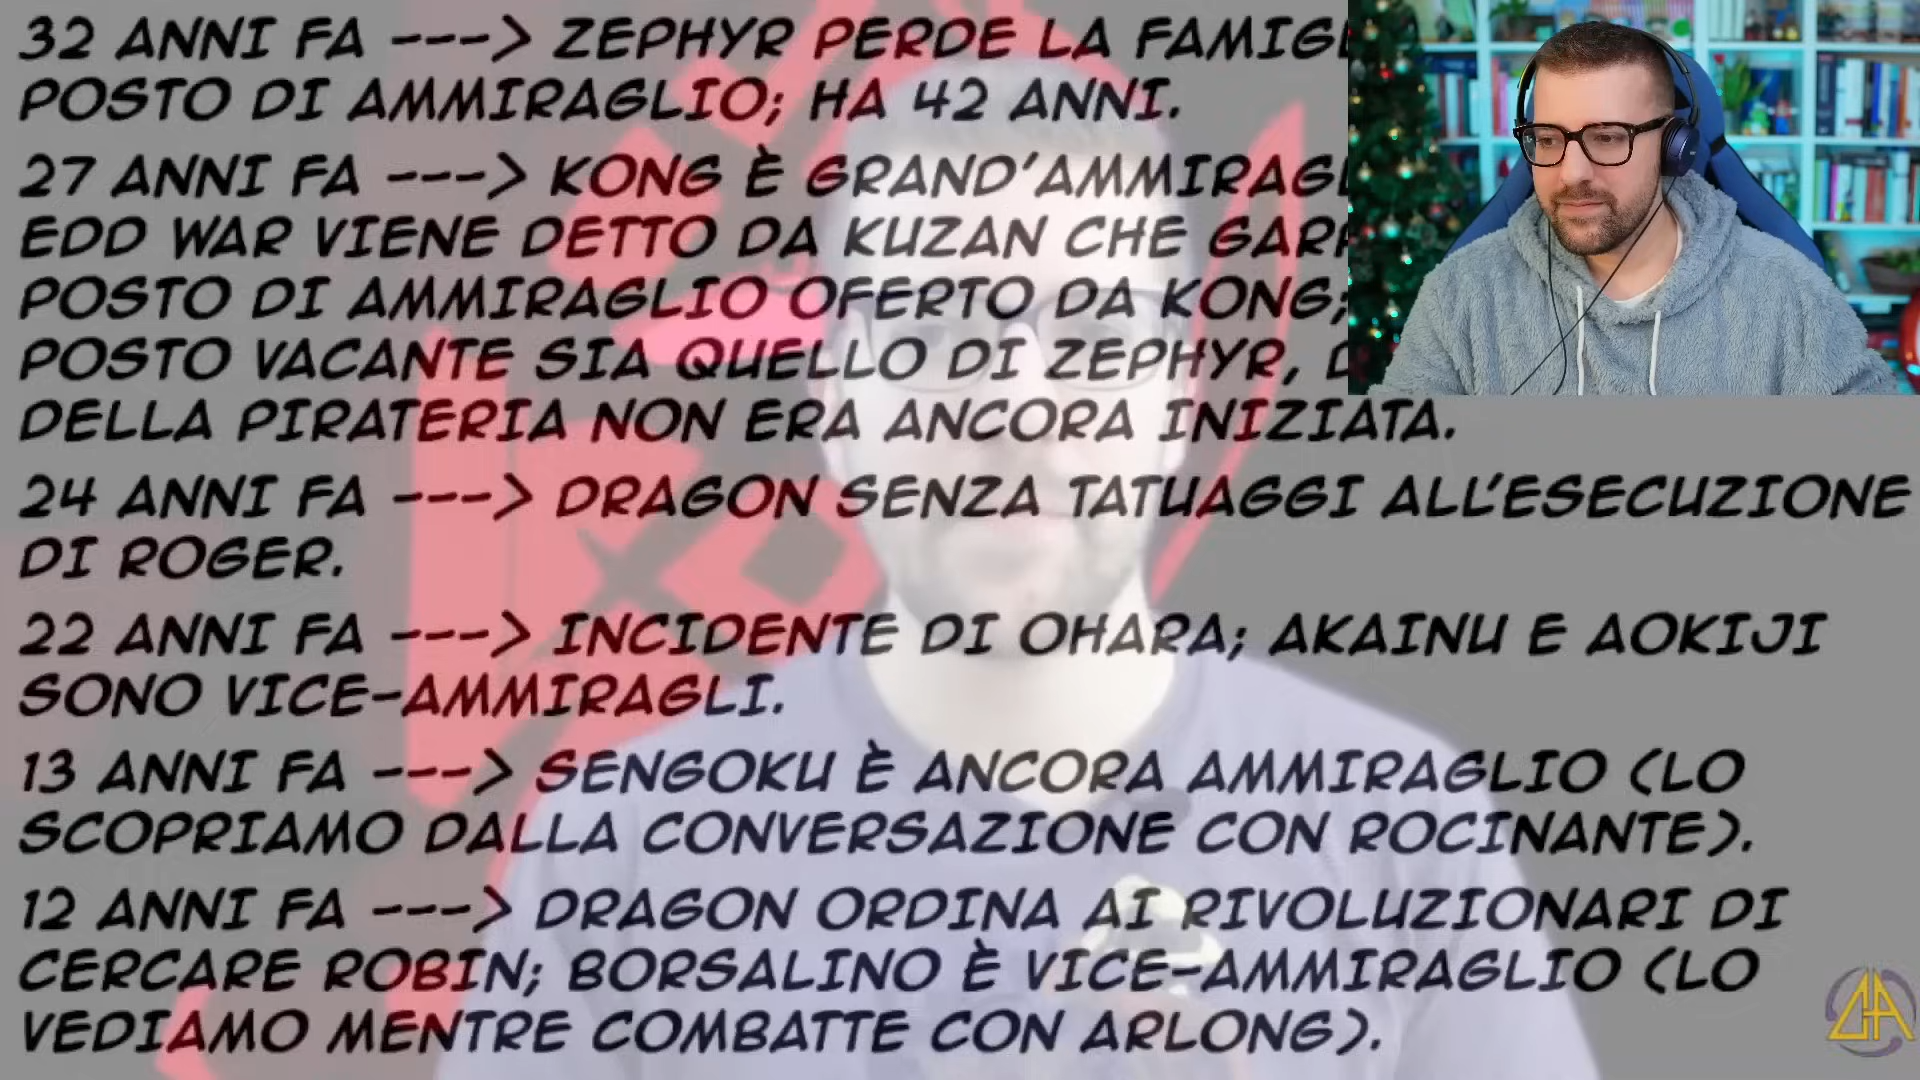 32 ANNI FA ---> ZEPHYR PERDE LA
POSTO DI AMMIRAGLIO; HA 42 ANNI.
27 ANNI FA ---> KONG È
EDD WAR VIENE DETTO DA KUZAN CHE
POSTO DI AMMIRAGLIO OFERTO DA KONG;
POSTO VACANTE SIA QUELLO DI ZEPHYR,
DELLA PIRATERIA NON ERA ANCORA INIZIATA.
24 ANNI FA ---> DRAGON SENZA TATUAGGI ALL'ESECUZIONE
DI ROGER.
22 ANNI FA ---> INCIDENTE DI OHARA; AKAINU E AOKIJI
SONO VICE-AMMIRAGLI.
13 ANNI FA ---> SENGOKU È ANCORA AMMIRAGLIO (LO
SCOPRIAMO DALLA CONVERSAZIONE CON ROCINANTE).
12 ANNI FA ---> DRAGON ORDINA AI RIVOLUZIONARI DI
CERCARE ROBIN; BORSALINO È VICE-AMMIRAGLIO (LO
VEDIAMO MENTRE COMBATTE CON ARLONG).